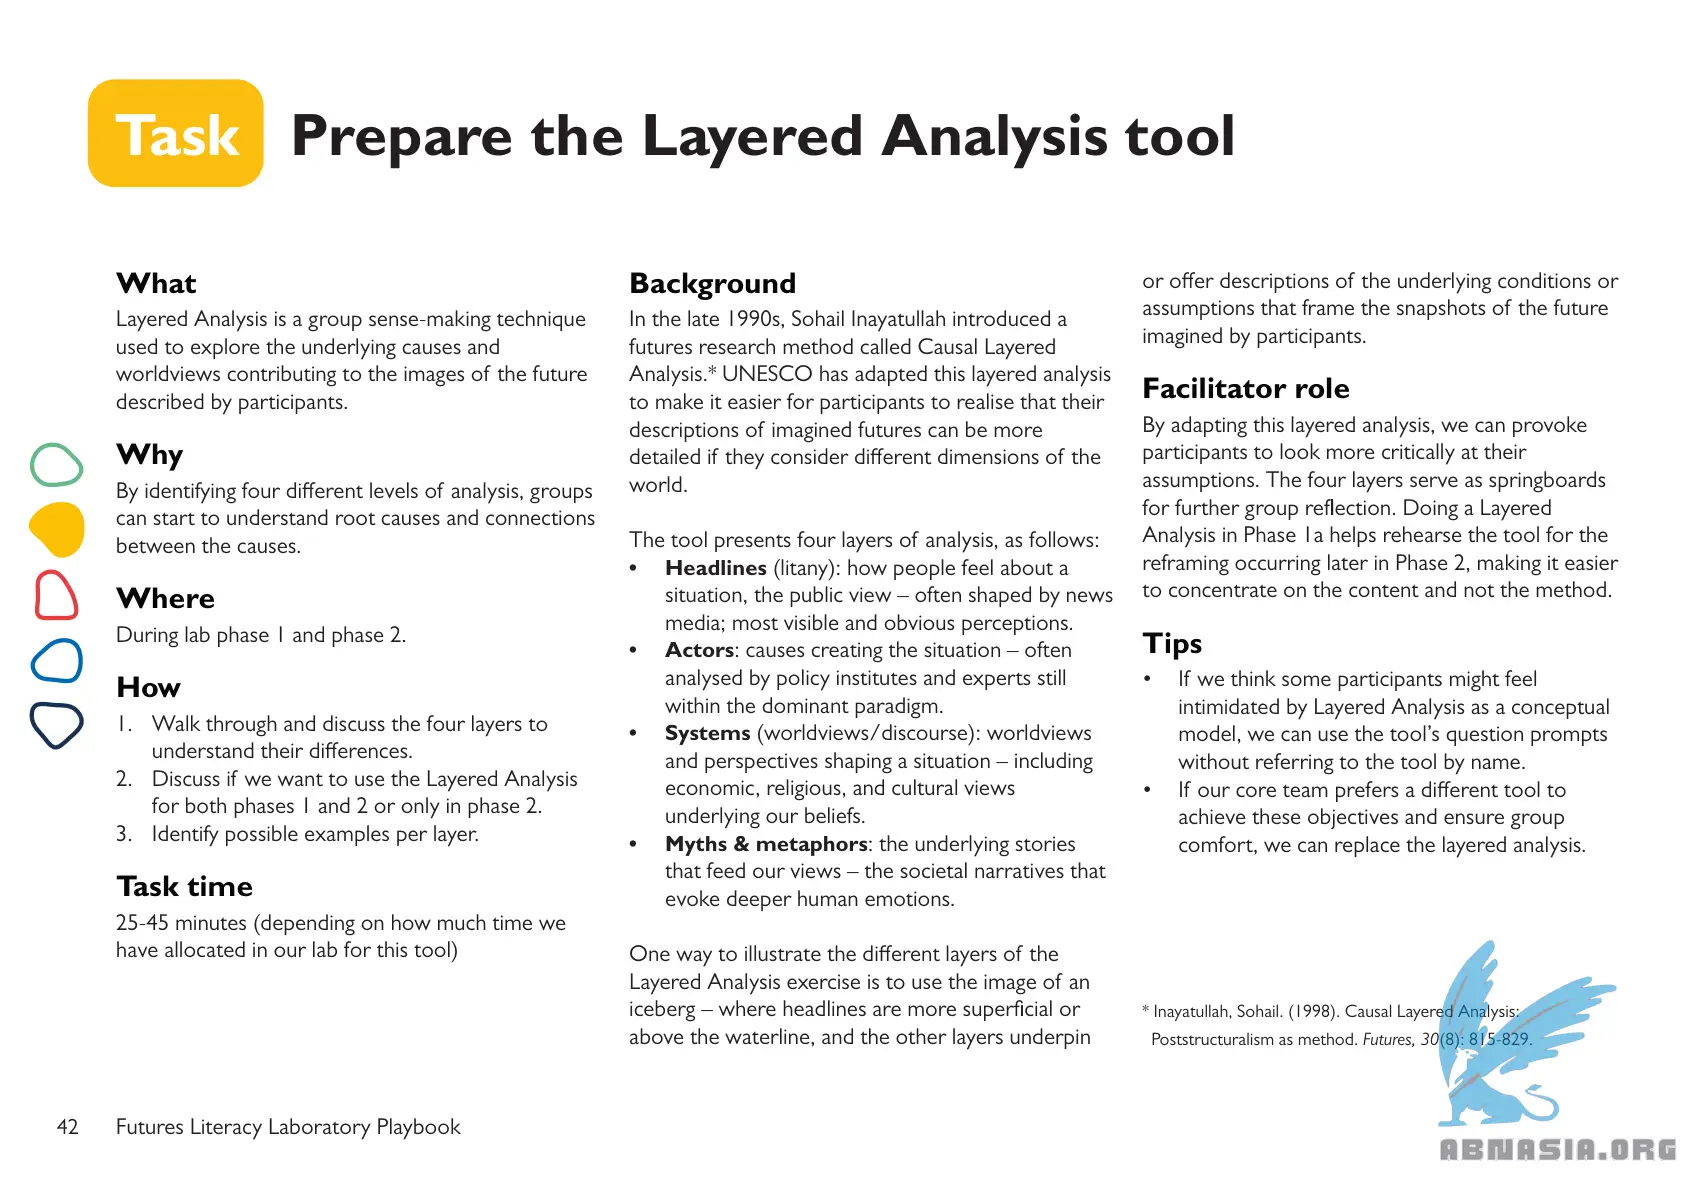 Task
Prepare the Layered Analysis tool
What
Layered Analysis is a group sense-making technique
used to explore the underlying causes and
worldviews contributing to the images of the future
described by participants.
Why
By identifying four different levels of analysis, groups
can start to understand root causes and connections
between the causes.
Where
During lab phase 1 and phase 2.
How
1. Walk through and discuss the four layers to
understand their differences.
2. Discuss if we want to use the Layered Analysis
for both phases 1 and 2 or only in phase 2.
3. Identify possible examples per layer.
Task time
25-45 minutes (depending on how much time we
have allocated in our lab for this tool)
Background
In the late 1990s, Sohail Inayatullah introduced a
futures research method called Causal Layered
Analysis.* UNESCO has adapted this layered analysis
to make it easier for participants to realise that their
descriptions of imagined futures can be more
detailed if they consider different dimensions of the
world.
The tool presents four layers of analysis, as follows:
• Headlines (litany): how people feel about a
situation, the public view – often shaped by news
media; most visible and obvious perceptions.
• Actors: causes creating the situation – often
analysed by policy institutes and experts still
within the dominant paradigm.
• Systems (worldviews/discourse): worldviews
and perspectives shaping a situation – including
economic, religious, and cultural views
underlying our beliefs.
• Myths & metaphors: the underlying stories
that feed our views – the societal narratives that
evoke deeper human emotions.
One way to illustrate the different layers of the
Layered Analysis exercise is to use the image of an
iceberg – where headlines are more superficial or
above the waterline, and the other layers underpin
or offer descriptions of the underlying conditions or
assumptions that frame the snapshots of the future
imagined by participants.
Facilitator role
By adapting this layered analysis, we can provoke
participants to look more critically at their
assumptions. The four layers serve as springboards
for further group reflection. Doing a Layered
Analysis in Phase 1a helps rehearse the tool for the
reframing occurring later in Phase 2, making it easier
to concentrate on the content and not the method.
Tips
• If we think some participants might feel
intimidated by Layered Analysis as a conceptual
model, we can use the tool's question prompts
without referring to the tool by name.
• If our core team prefers a different tool to
achieve these objectives and ensure group
comfort, we can replace the layered analysis.
* Inayatullah, Sohail. (1998). Causal Layered Analysis:
Poststructuralism as method. Futures, 30(8): 815-829.
42 Futures Literacy Laboratory Playbook
ABNASIA.ORG